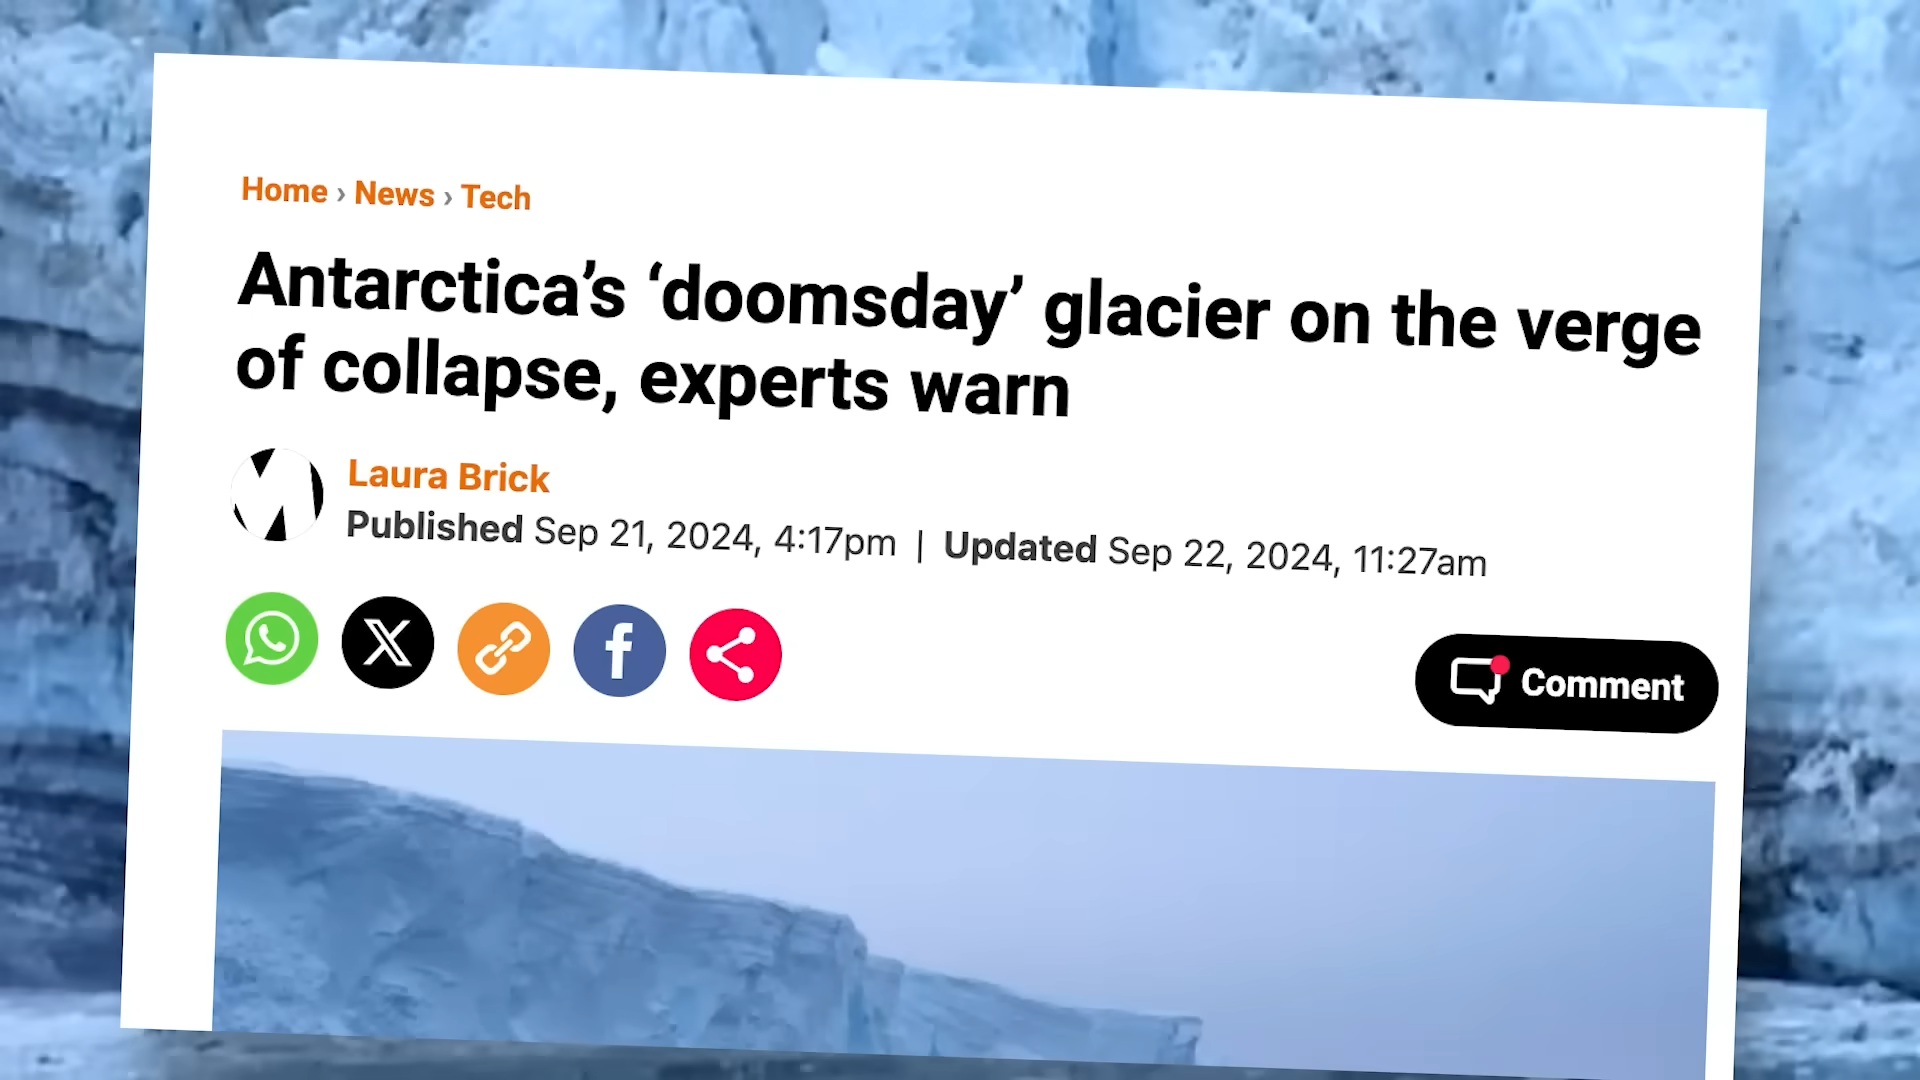 Home › News › Tech
Antarctica’s ‘doomsday’ glacier on the verge
of collapse, experts warn
Laura Brick
Published Sep 21, 2024, 4:17pm | Updated Sep 22, 2024, 11:27am
Comment